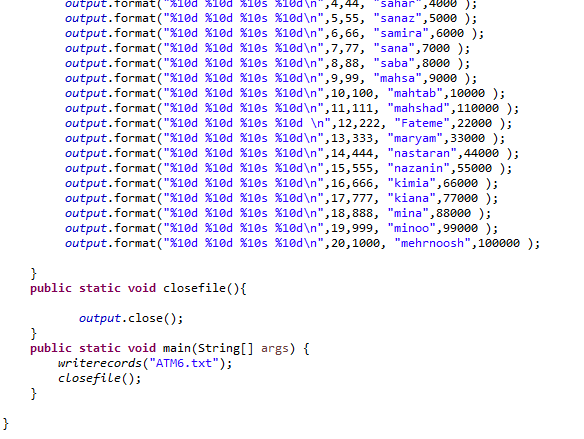 output.format("%10d %10d %10s %10d\n",4,44, "sahar",4000 );
output.format("%10d %10d %10s %10d\n",5,55, "sanaz",5000 );
output.format("%10d %10d %10s %10d\n",6,66, "samira",6000 );
output.format("%10d %10d %10s %10d\n",7,77, "sana",7000 );
output.format("%10d %10d %10s %10d\n",8,88, "saba",8000 );
output.format("%10d %10d %10s %10d\n",9,99, "mahsa",9000 );
output.format("%10d %10d %10s %10d\n",10,100, "mahtab",10000 );
output.format("%10d %10d %10s %10d\n",11,111, "mahshad",110000 );
output.format("%10d %10d %10s %10d \n",12,222, "Fateme",22000 );
output.format("%10d %10d %10s %10d\n",13,333, "maryam",33000 );
output.format("%10d %10d %10s %10d\n",14,444, "nastaran",44000 );
output.format("%10d %10d %10s %10d\n",15,555, "nazanin",55000 );
output.format("%10d %10d %10s %10d\n",16,666, "kimia",66000 );
output.format("%10d %10d %10s %10d\n",17,777, "kiana",77000 );
output.format("%10d %10d %10s %10d\n",18,888, "mina",88000 );
output.format("%10d %10d %10s %10d\n",19,999, "minoo",99000 );
output.format("%10d %10d %10s %10d\n",20,1000, "mehrnoosh",100000 );
}
public static void closefile(){
output.close();
}
public static void main(String[] args) {
writerecords("ATM6.txt");
closefile();
}
}